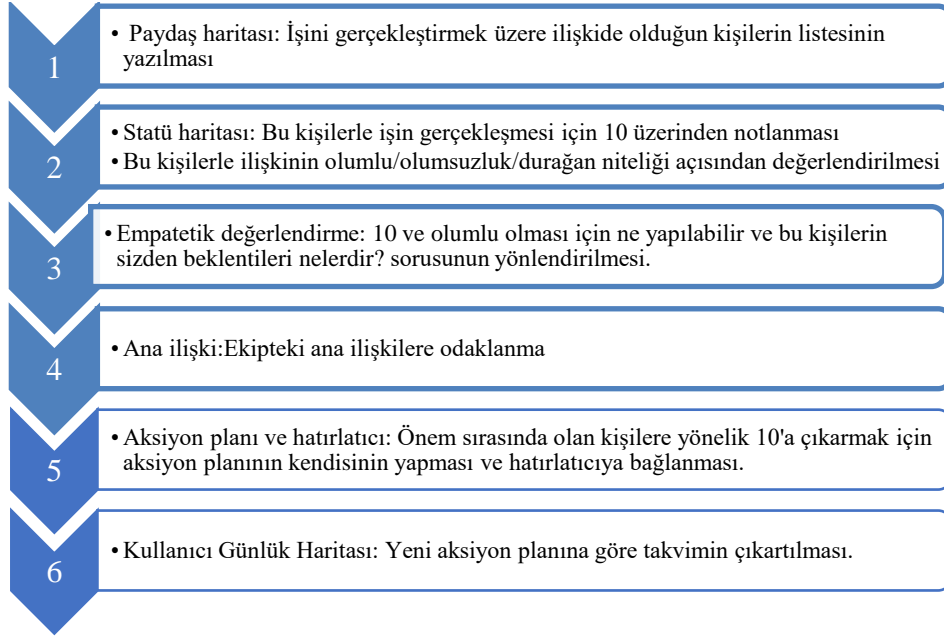 1
• Paydaş haritası: İşini gerçekleştirmek üzere ilişkide olduğun kişilerin listesinin
yazılması
2
• Statü haritası: Bu kişilerle işin gerçekleşmesi için 10 üzerinden notlanması
• Bu kişilerle ilişkinin olumlu/olumsuzluk/durağan niteliği açısından değerlendirilmesi
3
• Empatetik değerlendirme: 10 ve olumlu olması için ne yapılabilir ve bu kişilerin
sizden beklentileri nelerdir? sorusunun yönlendirilmesi.
4
• Ana ilişki:Ekipteki ana ilişkilere odaklanma
5
• Aksiyon planı ve hatırlatıcı: Önem sırasında olan kişilere yönelik 10'a çıkarmak için
aksiyon planının kendisinin yapması ve hatırlatıcıya bağlanması.
6
• Kullanıcı Günlük Haritası: Yeni aksiyon planına göre takvimin çıkartılması.